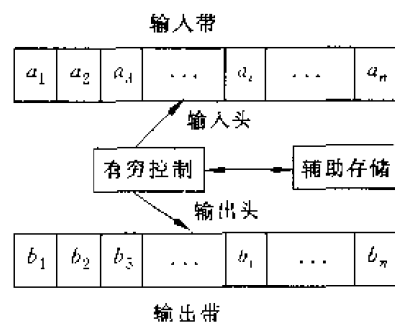 输入带
a₁ a₂ a₃ ... aᵢ ... aₙ
输入头
有穷控制 辅助存储
输出头
b₁ b₂ b₃ ... bᵢ ... bₙ
输出带